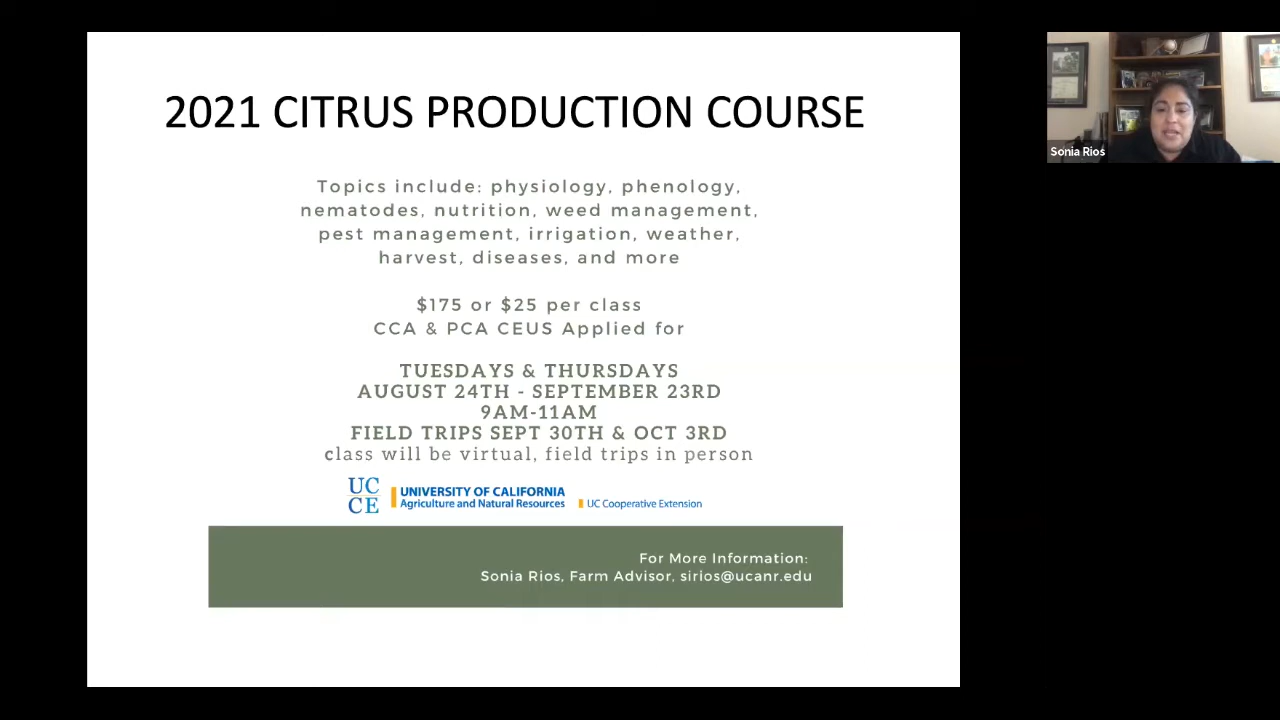 2021 CITRUS PRODUCTION COURSE
Topics include: physiology, phenology,
nematodes, nutrition, weed management,
pest management, irrigation, weather,
harvest, diseases, and more
$175 or $25 per class
CCA & PCA CEUS Applied for
TUESDAYS & THURSDAYS
AUGUST 24TH - SEPTEMBER 23RD
9AM-11AM
FIELD TRIPS SEPT 30TH & OCT 3RD
class will be virtual, field trips in person
UC
CE
UNIVERSITY OF CALIFORNIA
Agriculture and Natural Resources
UC Cooperative Extension
For More Information:
Sonia Rios, Farm Advisor, sirios@ucanr.edu
Sonia Rios